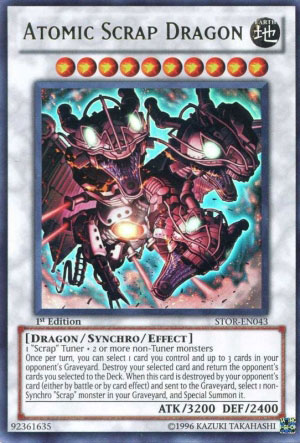 ATOMIC SCRAP DRAGON
EARTH
地
1st Edition
STOR-EN043
[DRAGON/SYNCHRO/EFFECT]
1 "Scrap" Tuner + 2 or more non-Tuner monsters
Once per turn, you can select 1 card you control and up to 3 cards in your
opponent's Graveyard. Destroy your selected card and return the opponent's
cards you selected to the Deck. When this card is destroyed by your opponent's
card (either by battle or by card effect) and sent to the Graveyard, select 1 non-
Synchro "Scrap" monster in your Graveyard, and Special Summon it.
ATK/3200 DEF/2400
92361635
©1996 KAZUKI TAKAHASHI